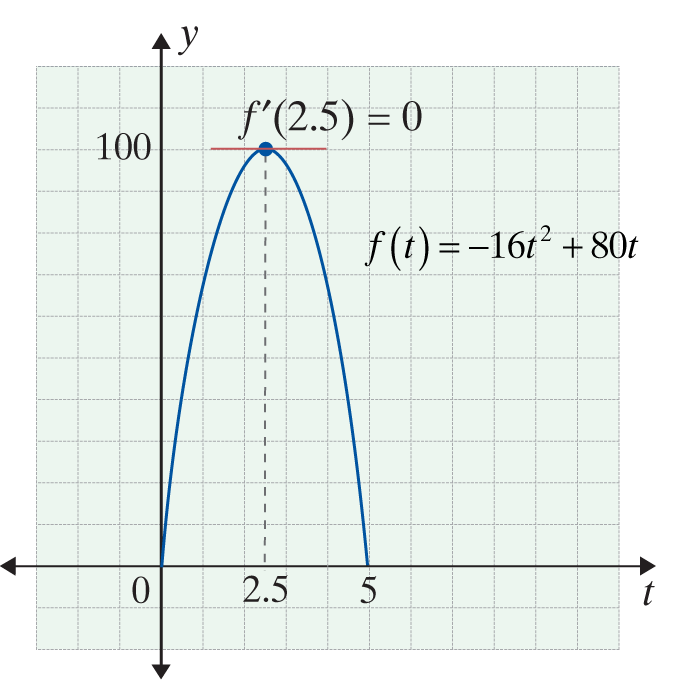 y
f′(2.5) = 0
100
f(t) = −16t² + 80t
0
2.5
5
t